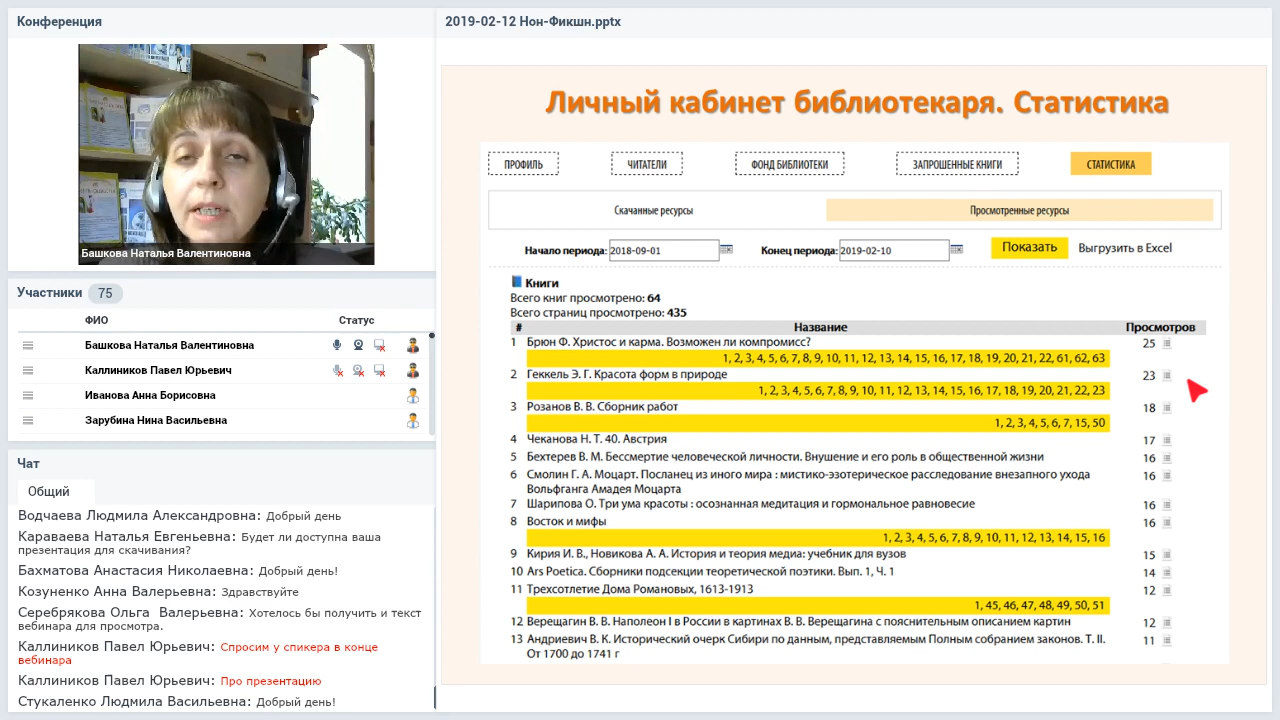 Конференция
Башкова Наталья Валентиновна
Участники 75
ФИО Статус
Башкова Наталья Валентиновна
Каллиников Павел Юрьевич
Иванова Анна Борисовна
Зарубина Нина Васильевна
Чат
Общий
Водчаева Людмила Александровна: Добрый день
Караваева Наталья Евгеньевна: Будет ли доступна ваша
презентация для скачивания?
Бахматова Анастасия Николаевна: Добрый день!
Козуненко Анна Валерьевна: Здравствуйте
Серебрякова Ольга Валерьевна: Хотелось бы получить и текст
вебинара для просмотра.
Каллиников Павел Юрьевич: Спросим у спикера в конце
вебинара
Каллиников Павел Юрьевич: Про презентацию
Стукаленко Людмила Васильевна: Добрый день!
2019-02-12 Нон-Фикшн.pptx
Личный кабинет библиотекаря. Статистика
ПРОФИЛЬ ЧИТАТЕЛИ ФОНД БИБЛИОТЕКИ ЗАПРОШЕННЫЕ КНИГИ СТАТИСТИКА
Скачанные ресурсы Просмотренные ресурсы
Начало периода: 2018-09-01 Конец периода: 2019-02-10 Показать Выгрузить в Excel
Книги
Всего книг просмотрено: 64
Всего страниц просмотрено: 435
# Название Просмотров
1 Брюн Ф. Христос и карма. Возможен ли компромисс? 25
1, 2, 3, 4, 5, 6, 7, 8, 9, 10, 11, 12, 13, 14, 15, 16, 17, 18, 19, 20, 21, 22, 61, 62, 63
2 Геккель Э. Г. Красота форм в природе 23
1, 2, 3, 4, 5, 6, 7, 8, 9, 10, 11, 12, 13, 14, 15, 16, 17, 18, 19, 20, 21, 22, 23
3 Розанов В. В. Сборник работ 18
1, 2, 3, 4, 5, 6, 7, 15, 50
4 Чеканова Н. Т. 40. Австрия 17
5 Бехтерев В. М. Бессмертие человеческой личности. Внушение и его роль в общественной жизни 16
6 Смолин Г. А. Моцарт. Посланец из иного мира : мистико-эзотерическое расследование внезапного ухода 16
Вольфганга Амадея Моцарта
7 Шарипова О. Три ума красоты : осознанная медитация и гормональное равновесие 16
8 Восток и мифы 16
1, 2, 3, 4, 5, 6, 7, 8, 9, 10, 11, 12, 13, 14, 15, 16
9 Кирия И. В., Новикова А. А. История и теория медиа: учебник для вузов 15
10 Ars Poetica. Сборники подсекции теоретической поэтики. Вып. 1, Ч. 1 14
11 Трехсотлетие Дома Романовых, 1613-1913 12
1, 45, 46, 47, 48, 49, 50, 51
12 Верещагин В. В. Наполеон I в России в картинах В. В. Верещагина с пояснительным описанием картин 12
13 Андриевич В. К. Исторический очерк Сибири по данным, представляемым Полным собранием законов. Т. II. 11
От 1700 до 1741 г